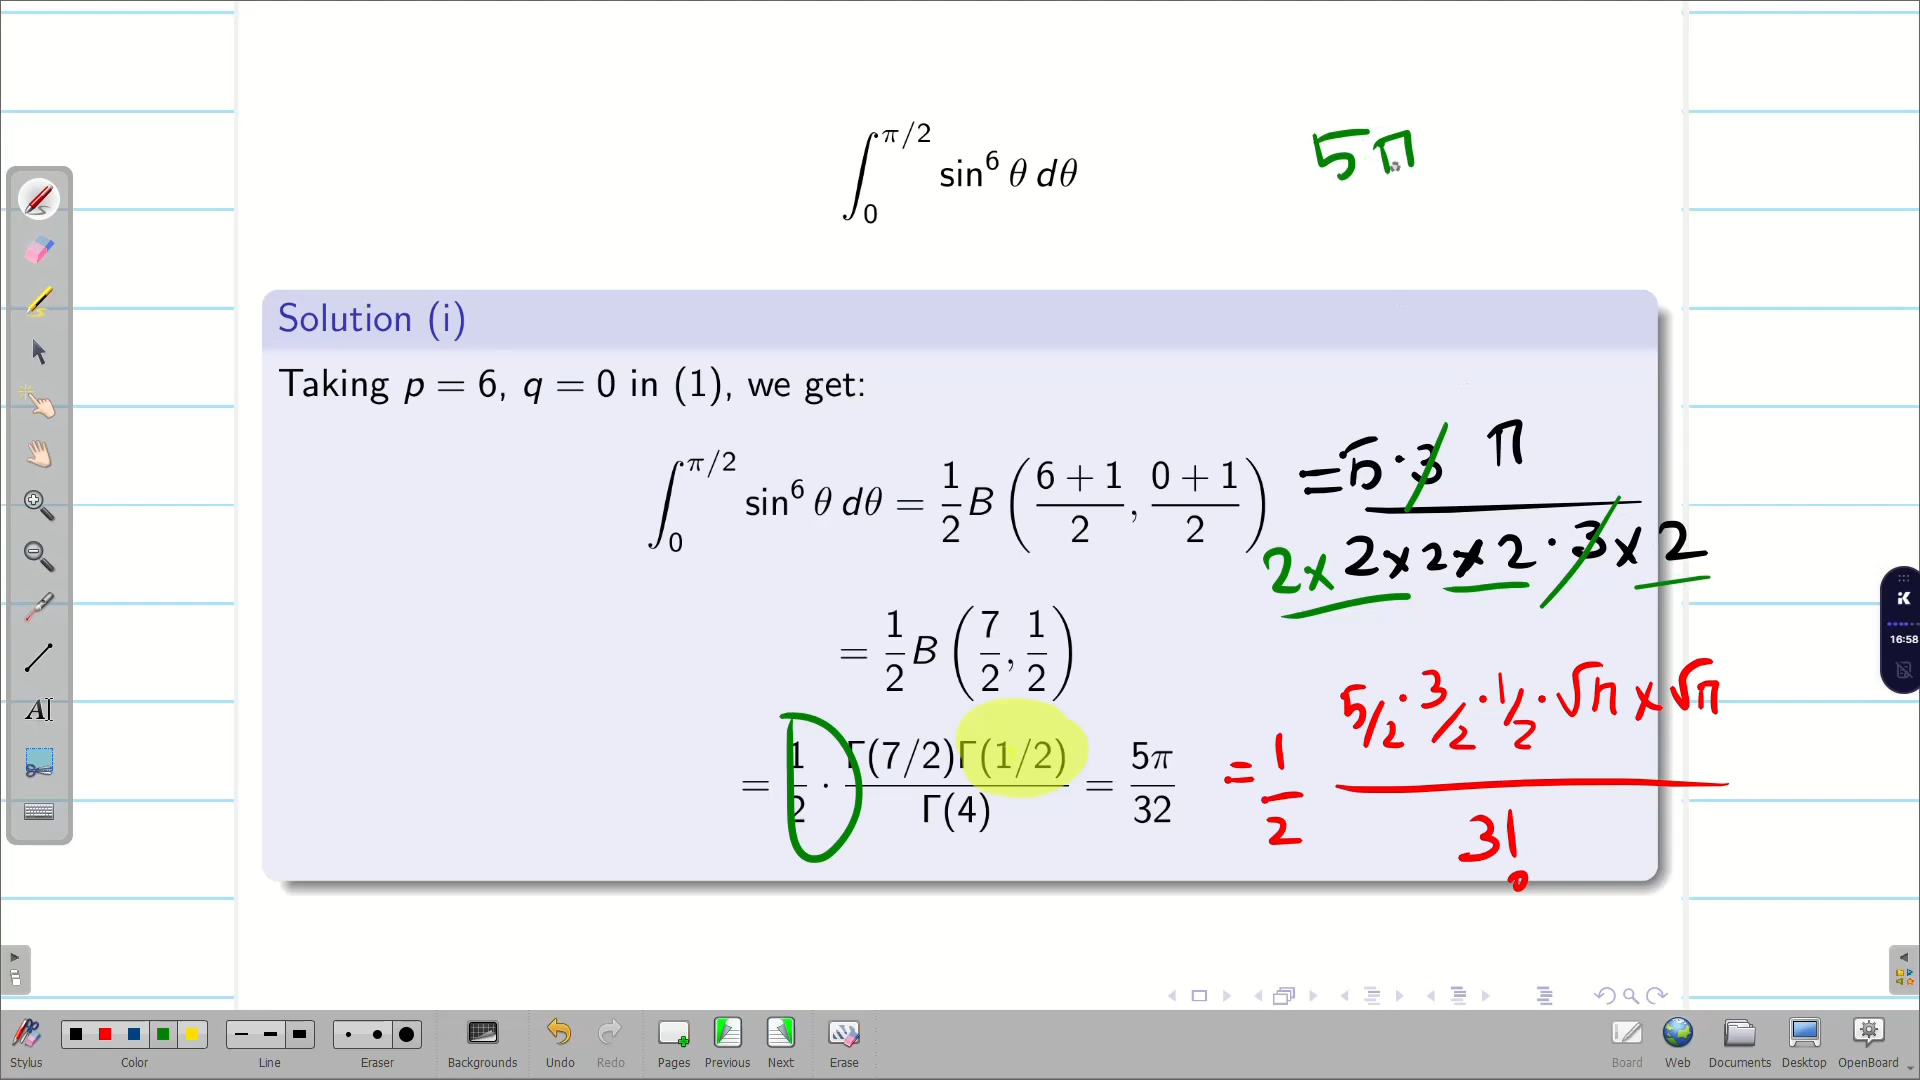 ∫₀^{π/2} sin⁶ θ dθ
5π
Solution (i)
Taking p = 6, q = 0 in (1), we get:
∫₀^{π/2} sin⁶ θ dθ = 1/2 B((6 + 1)/2, (0 + 1)/2)
= 5·3 π / 2×2×2×2·3×2
= 1/2 B(7/2, 1/2)
= 1/2 · Γ(7/2)Γ(1/2)/Γ(4) = 5π/32
= 1/2 5/2·3/2·1/2·√π×√π / 3!
16:58
Stylus Color Line Eraser Backgrounds Undo Redo Pages Previous Next Erase Board Web Documents Desktop OpenBoard